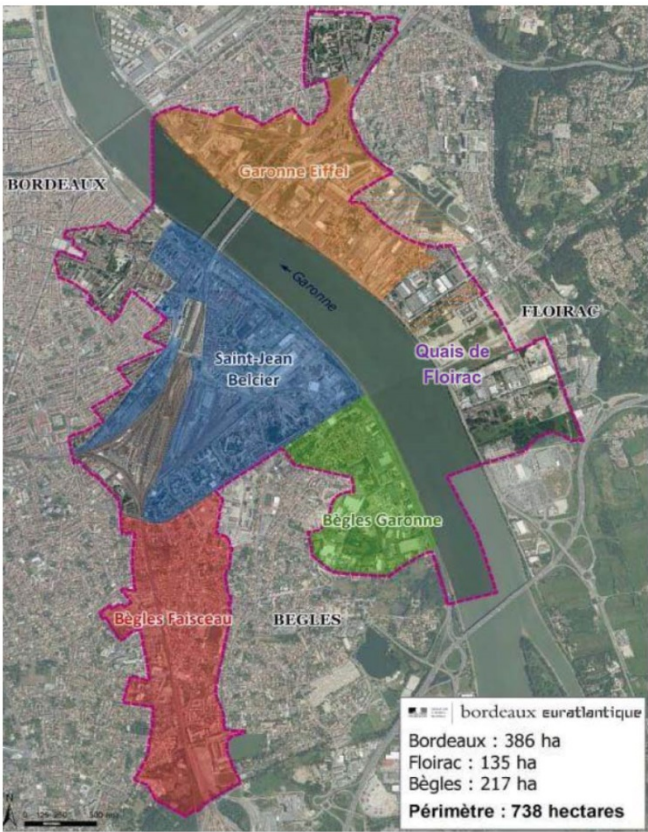 Garonne Eiffel
BORDEAUX
Garonne
FLOIRAC
Quais de
Floirac
Saint-Jean
Belcier
Bègles Garonne
Bègles Faisceau
BEGLES
bordeaux euratlantique
Bordeaux : 386 ha
Floirac : 135 ha
Bègles : 217 ha
Périmètre : 738 hectares
N